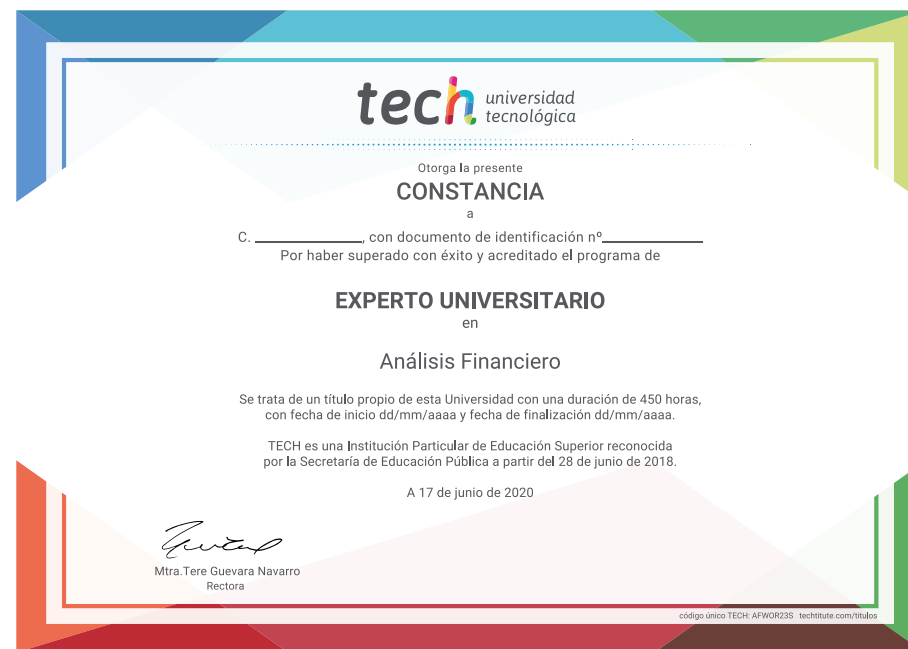 tech universidad
tecnológica
Otorga la presente
CONSTANCIA
a
C. ______________, con documento de identificación nº_____________
Por haber superado con éxito y acreditado el programa de
EXPERTO UNIVERSITARIO
en
Análisis Financiero
Se trata de un título propio de esta Universidad con una duración de 450 horas,
con fecha de inicio dd/mm/aaaa y fecha de finalización dd/mm/aaaa.
TECH es una Institución Particular de Educación Superior reconocida
por la Secretaría de Educación Pública a partir del 28 de junio de 2018.
A 17 de junio de 2020
Mtra.Tere Guevara Navarro
Rectora
código único TECH: AFWOR23S techtitute.com/titulos